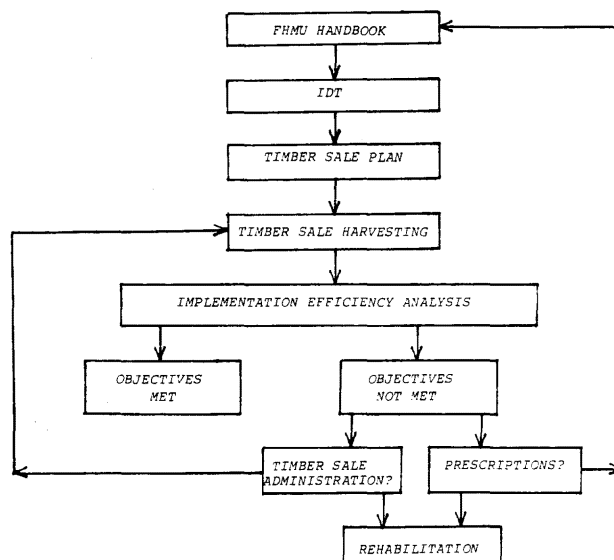 FHMU HANDBOOK
IDT
TIMBER SALE PLAN
TIMBER SALE HARVESTING
IMPLEMENTATION EFFICIENCY ANALYSIS
OBJECTIVES
MET
OBJECTIVES
NOT MET
TIMBER SALE
ADMINISTRATION?
PRESCRIPTIONS?
REHABILITATION